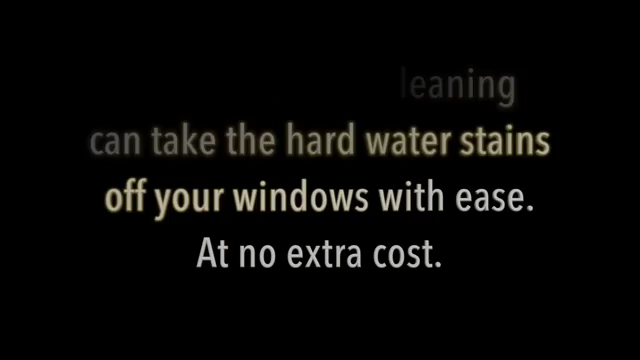 leaning
can take the hard water stains
off your windows with ease.
At no extra cost.